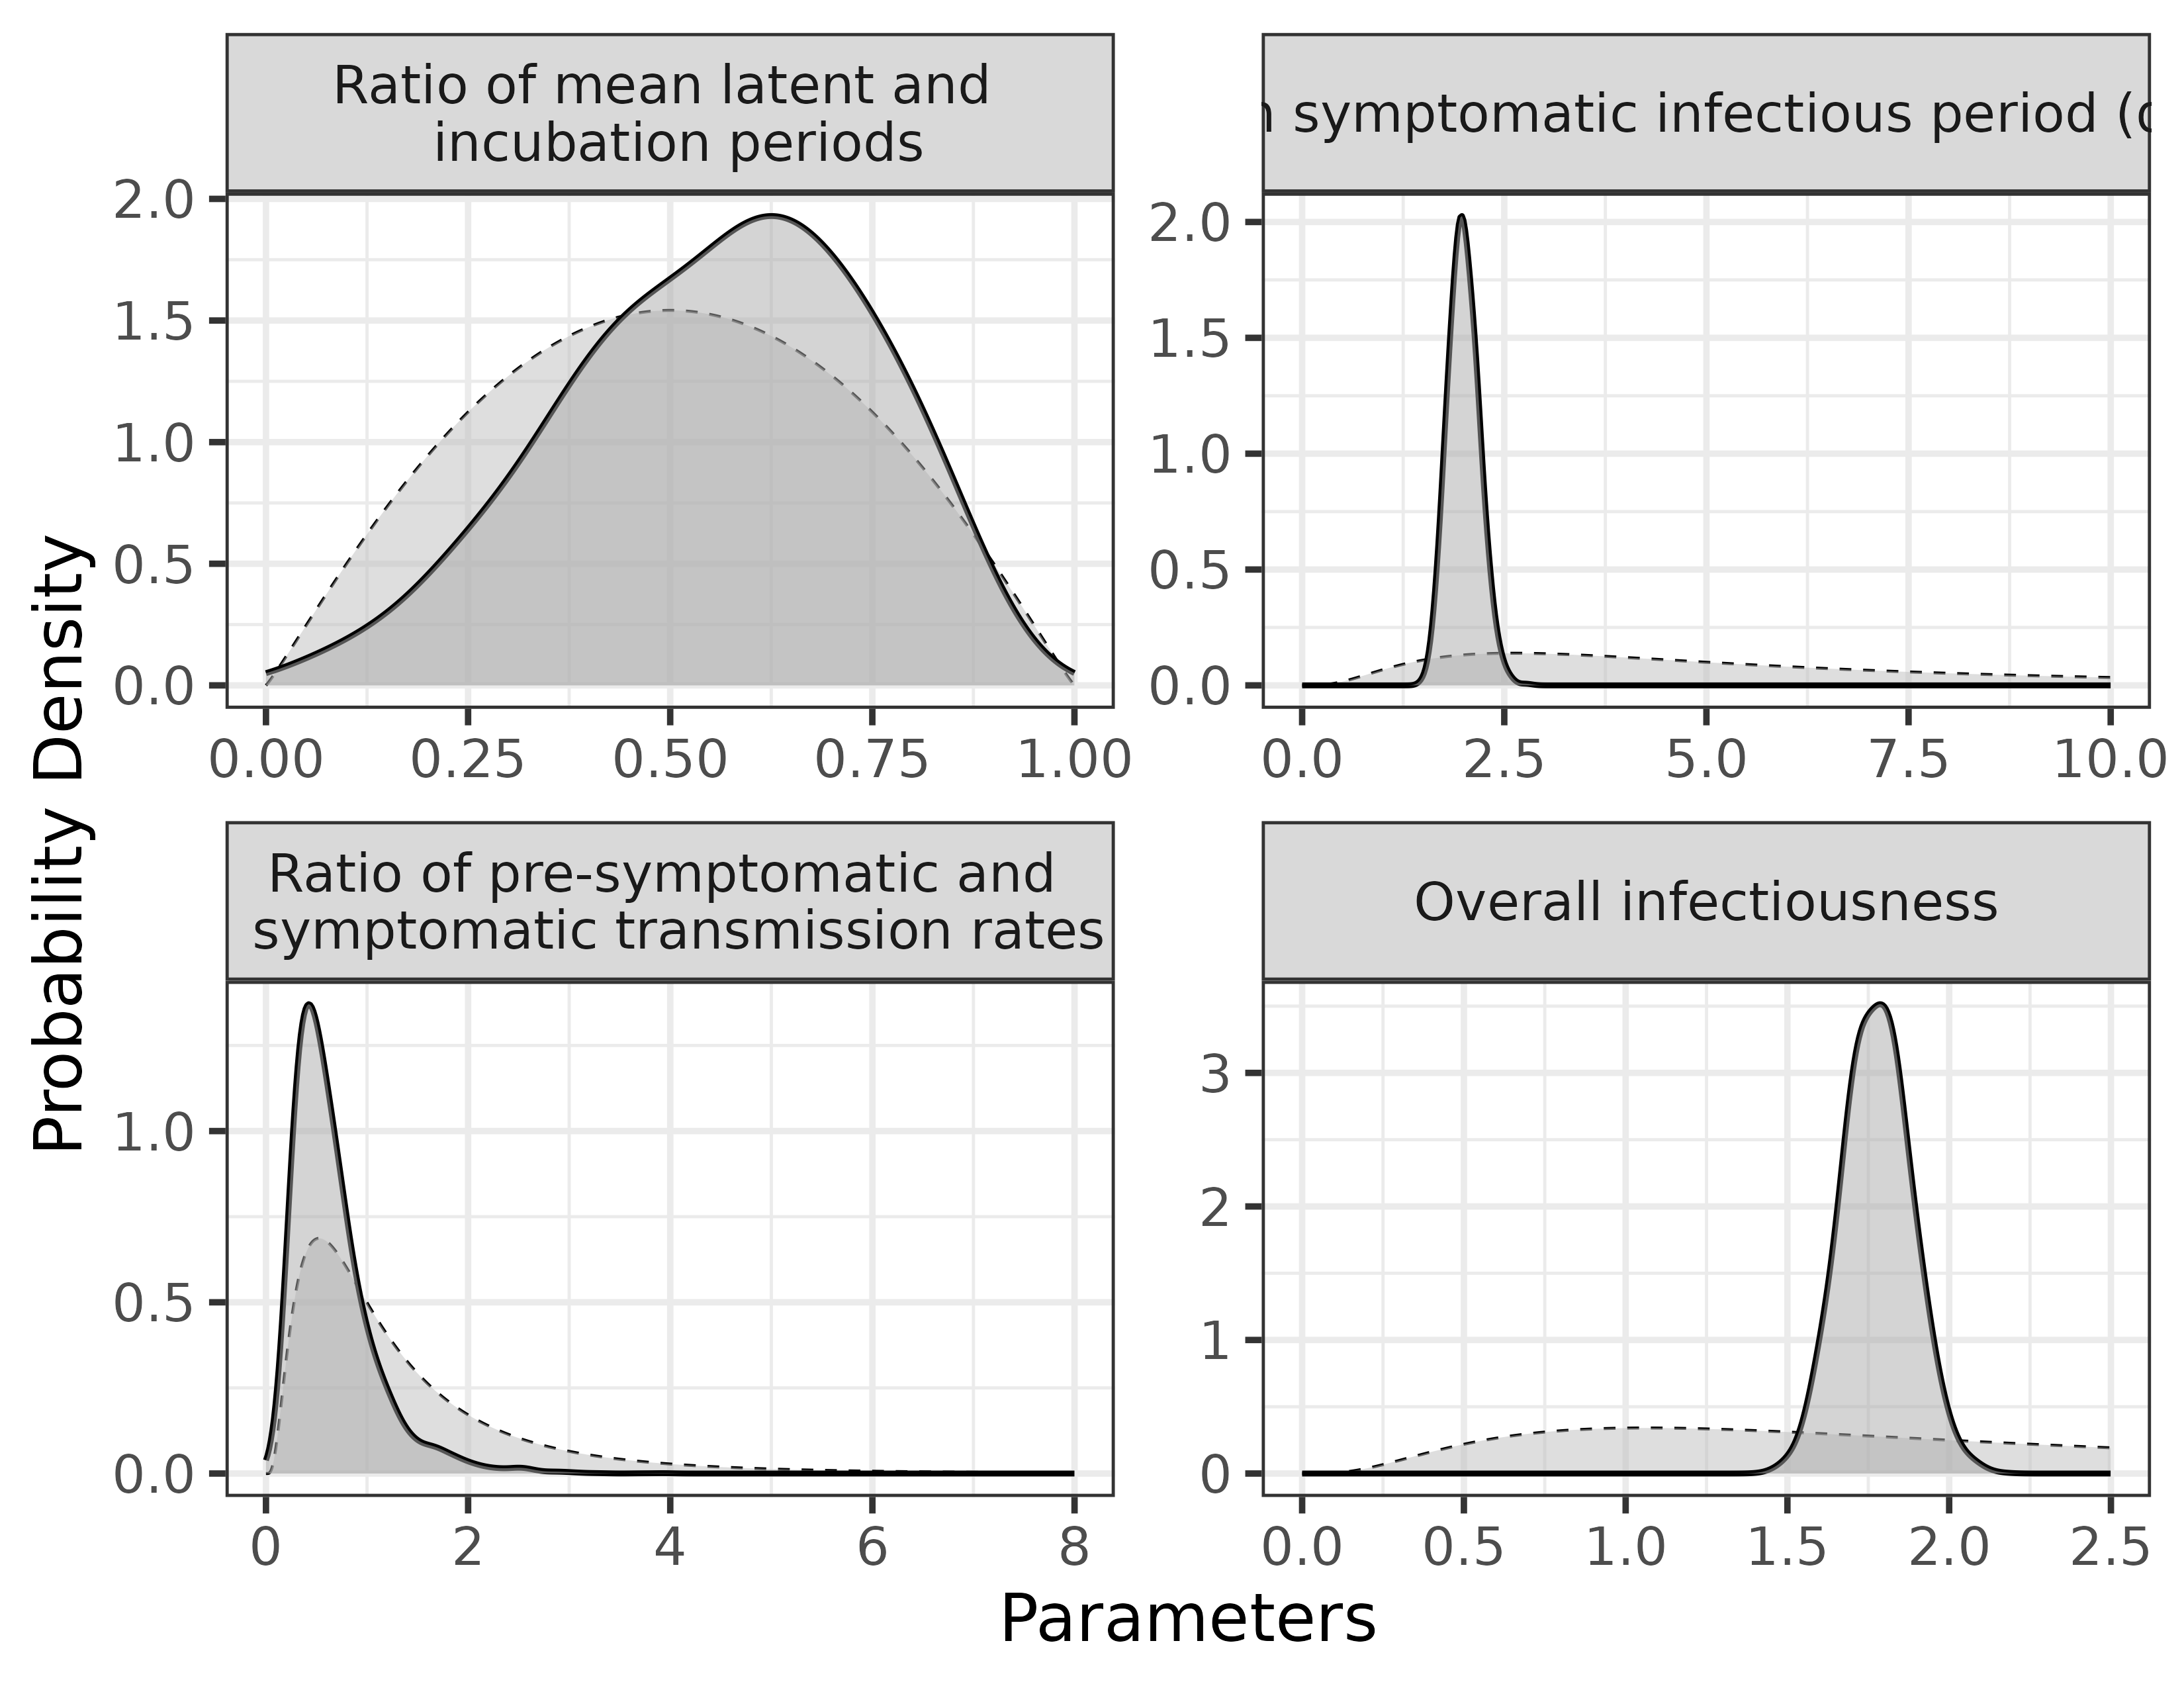 Ratio of mean latent and
incubation periods
symptomatic infectious period
2.0
1.5
1.0
0.5
0.0
0.00 0.25 0.50 0.75 1.00
2.0
1.5
1.0
0.5
0.0
0.0 2.5 5.0 7.5 10.0
Ratio of pre-symptomatic and
symptomatic transmission rates
Overall infectiousness
1.0
0.5
0.0
0 2 4 6 8
3
2
1
0
0.0 0.5 1.0 1.5 2.0 2.5
Probability Density
Parameters